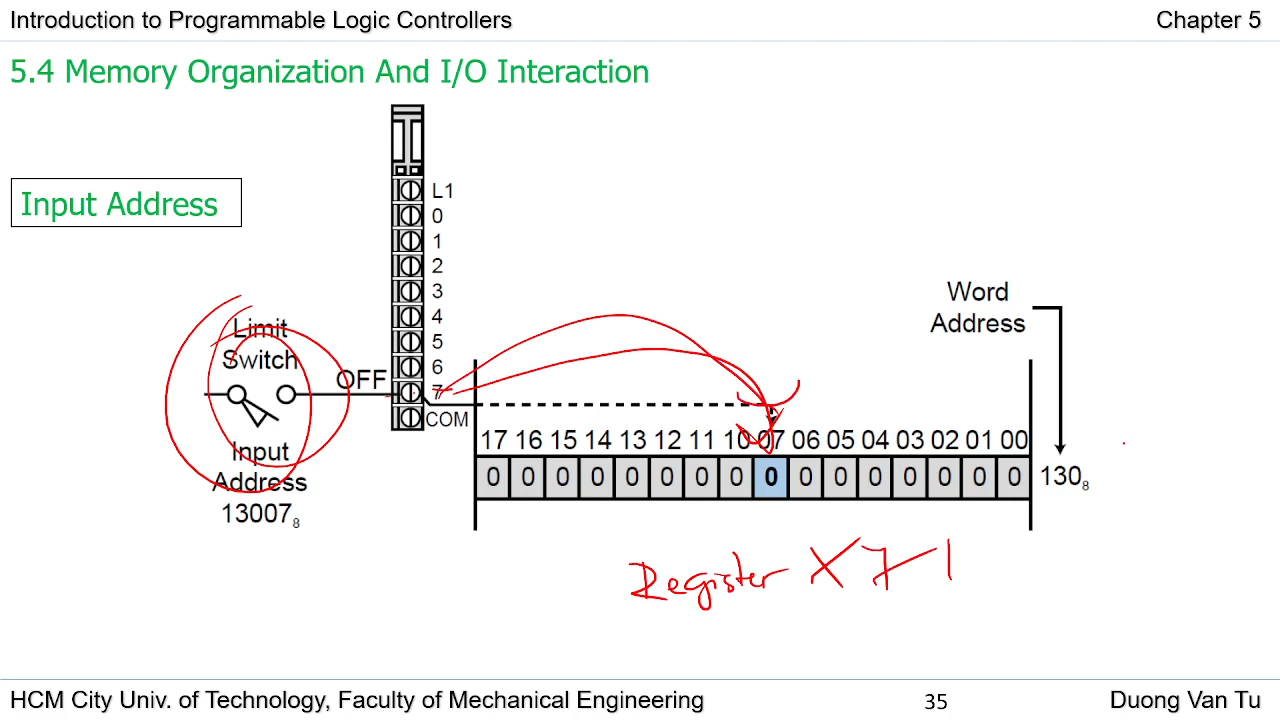 Introduction to Programmable Logic Controllers Chapter 5
5.4 Memory Organization And I/O Interaction
Input Address
L1
0
1
2
3
4
5
6
7
COM
Limit
Switch
OFF
Input
Address
13007₈
Word
Address
17 16 15 14 13 12 11 10 07 06 05 04 03 02 01 00
0 0 0 0 0 0 0 0 0 0 0 0 0 0 0 0 130₈
Register X7
HCM City Univ. of Technology, Faculty of Mechanical Engineering 35 Duong Van Tu